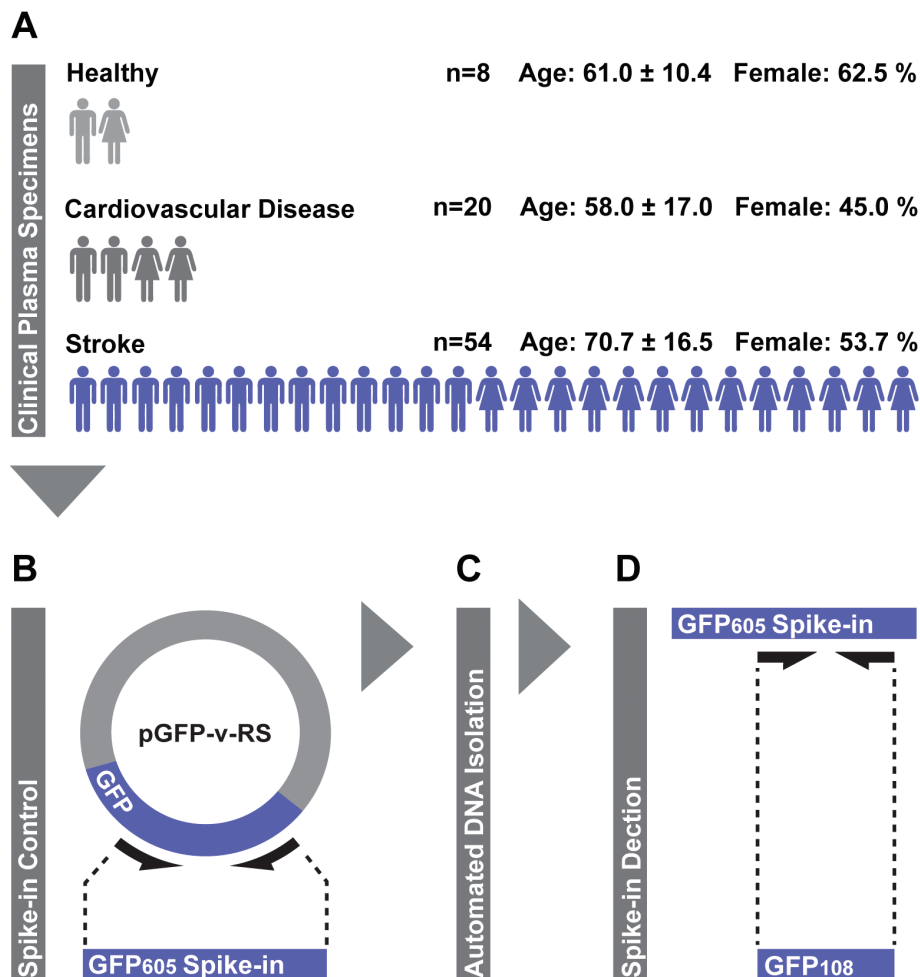 A
Clinical Plasma Specimens
Healthy n=8 Age: 61.0 ± 10.4 Female: 62.5 %
Cardiovascular Disease n=20 Age: 58.0 ± 17.0 Female: 45.0 %
Stroke n=54 Age: 70.7 ± 16.5 Female: 53.7 %
B
Spike-in Control
pGFP-v-RS
GFP
GFP605 Spike-in
C
Automated DNA Isolation
D
Spike-in Dection
GFP605 Spike-in
GFP108